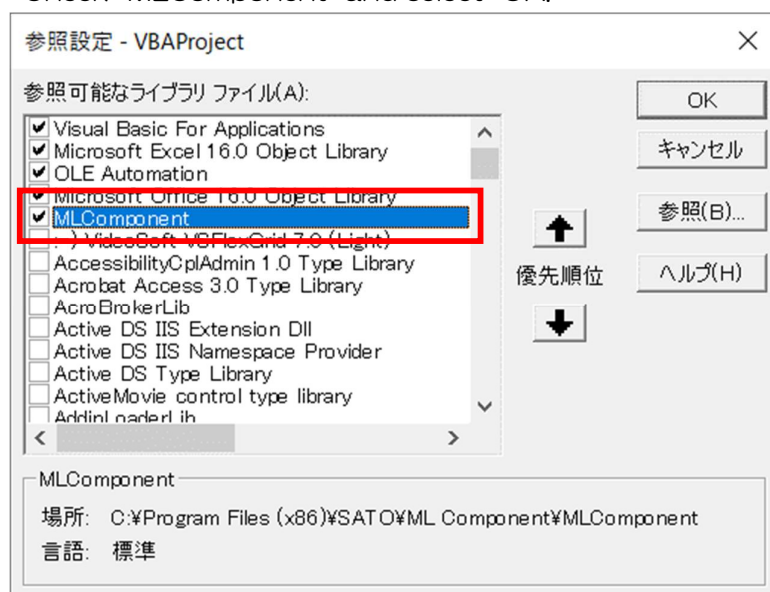 参照設定 - VBAProject
参照可能なライブラリ ファイル(A):
Visual Basic For Applications
Microsoft Excel 16.0 Object Library
OLE Automation
Microsoft Office 16.0 Object Library
MLComponent
:-) VideoSoft VSFlexGrid 7.0 (Light)
AccessibilityCplAdmin 1.0 Type Library
Acrobat Access 3.0 Type Library
AcroBrokerLib
Active DS IIS Extension Dll
Active DS IIS Namespace Provider
Active DS Type Library
ActiveMovie control type library
AddinLoaderLib
優先順位
OK
キャンセル
参照(B)...
ヘルプ(H)
MLComponent
場所: C:¥Program Files (x86)¥SATO¥ML Component¥MLComponent
言語: 標準